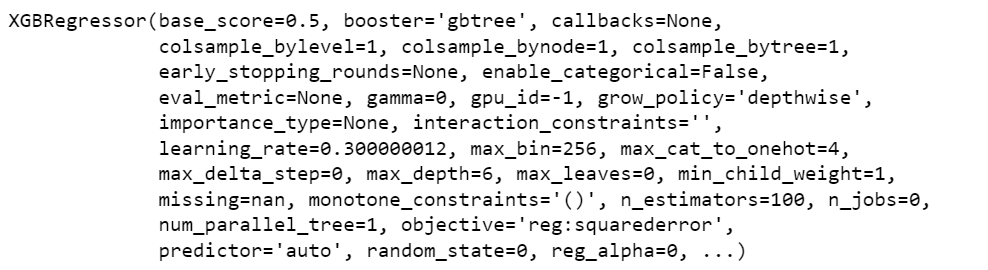 XGBRegressor(base_score=0.5, booster='gbtree', callbacks=None,
colsample_bylevel=1, colsample_bynode=1, colsample_bytree=1,
early_stopping_rounds=None, enable_categorical=False,
eval_metric=None, gamma=0, gpu_id=-1, grow_policy='depthwise',
importance_type=None, interaction_constraints='',
learning_rate=0.300000012, max_bin=256, max_cat_to_onehot=4,
max_delta_step=0, max_depth=6, max_leaves=0, min_child_weight=1,
missing=nan, monotone_constraints='()', n_estimators=100, n_jobs=0,
num_parallel_tree=1, objective='reg:squarederror',
predictor='auto', random_state=0, reg_alpha=0, ...)